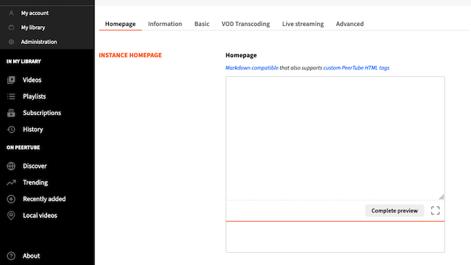 My account
My library
Administration
IN MY LIBRARY
Videos
Playlists
Subscriptions
History
ON PEERTUBE
Discover
Trending
Recently added
Local videos
About
Homepage Information Basic VOD Transcoding Live streaming Advanced
INSTANCE HOMEPAGE
Homepage
Markdown compatible that also supports custom PeerTube HTML tags
Complete preview